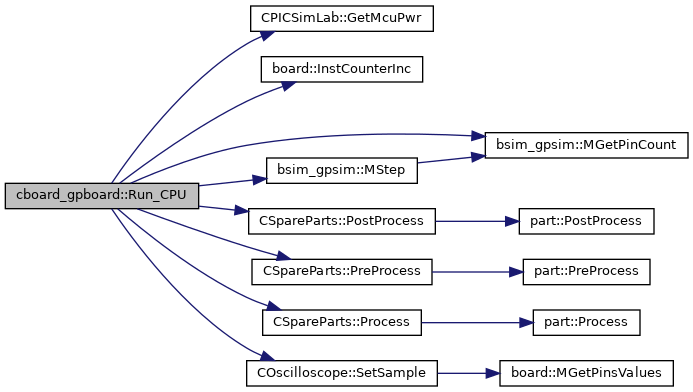 CPICSimLab::GetMcuPwr
board::InstCounterInc
bsim_gpsim::MGetPinCount
bsim_gpsim::MStep
cboard_gpboard::Run_CPU
CSpareParts::PostProcess
part::PostProcess
CSpareParts::PreProcess
part::PreProcess
CSpareParts::Process
part::Process
COscilloscope::SetSample
board::MGetPinsValues